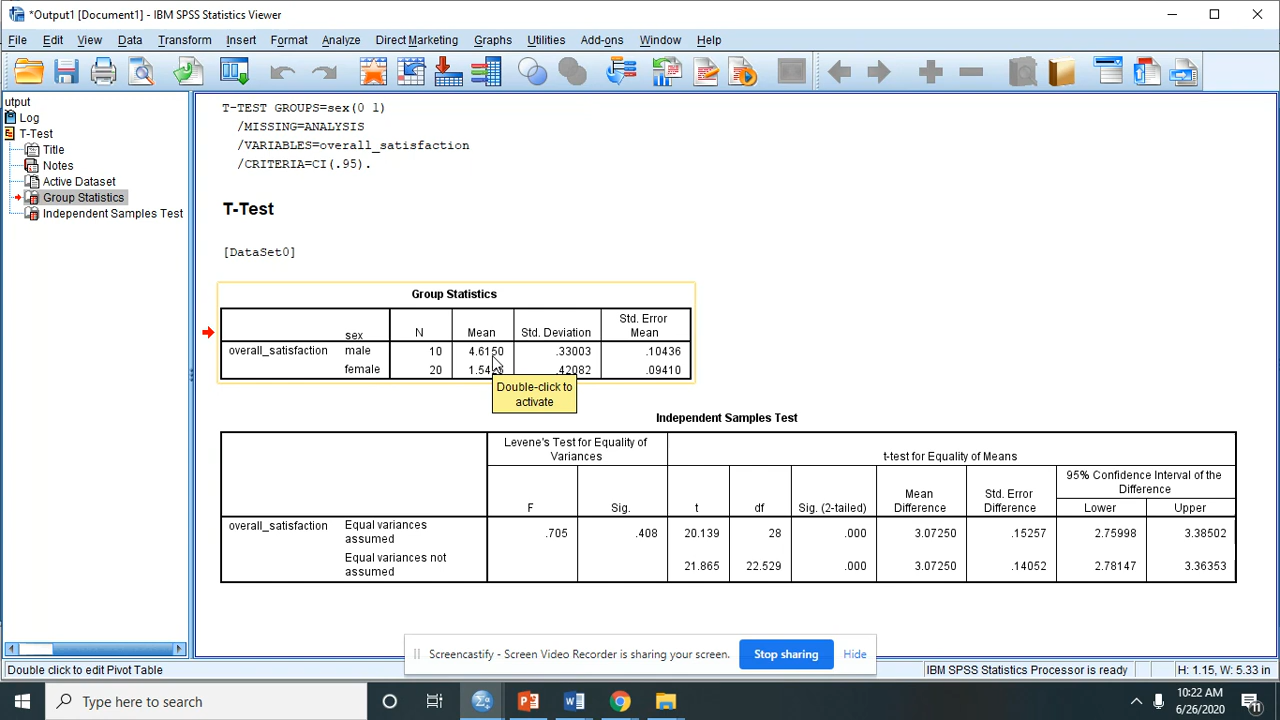 *Output1 [Document1] - IBM SPSS Statistics Viewer
File Edit View Data Transform Insert Format Analyze Direct Marketing Graphs Utilities Add-ons Window Help
utput
Log
T-Test
Title
Notes
Active Dataset
Group Statistics
Independent Samples Test
T-TEST GROUPS=sex(0 1)
/MISSING=ANALYSIS
/VARIABLES=overall_satisfaction
/CRITERIA=CI(.95).
T-Test
[DataSet0]
Group Statistics
sex N Mean Std. Deviation Std. Error Mean
overall_satisfaction male 10 4.6150 .33003 .10436
female 20 .42082 .09410
Double-click to
activate
Independent Samples Test
Levene's Test for Equality of
Variances
t-test for Equality of Means
95% Confidence Interval of the
Difference
F Sig. t df Sig. (2-tailed) Mean Difference Std. Error Difference Lower Upper
overall_satisfaction Equal variances assumed .705 .408 20.139 28 .000 3.07250 .15257 2.75998 3.38502
Equal variances not assumed 21.865 22.529 .000 3.07250 .14052 2.78147 3.36353
Screencastify - Screen Video Recorder is sharing your screen. Stop sharing Hide
Double click to edit Pivot Table IBM SPSS Statistics Processor is ready H: 1.15, W: 5.33 in
Type here to search
10:22 AM
6/26/2020
11